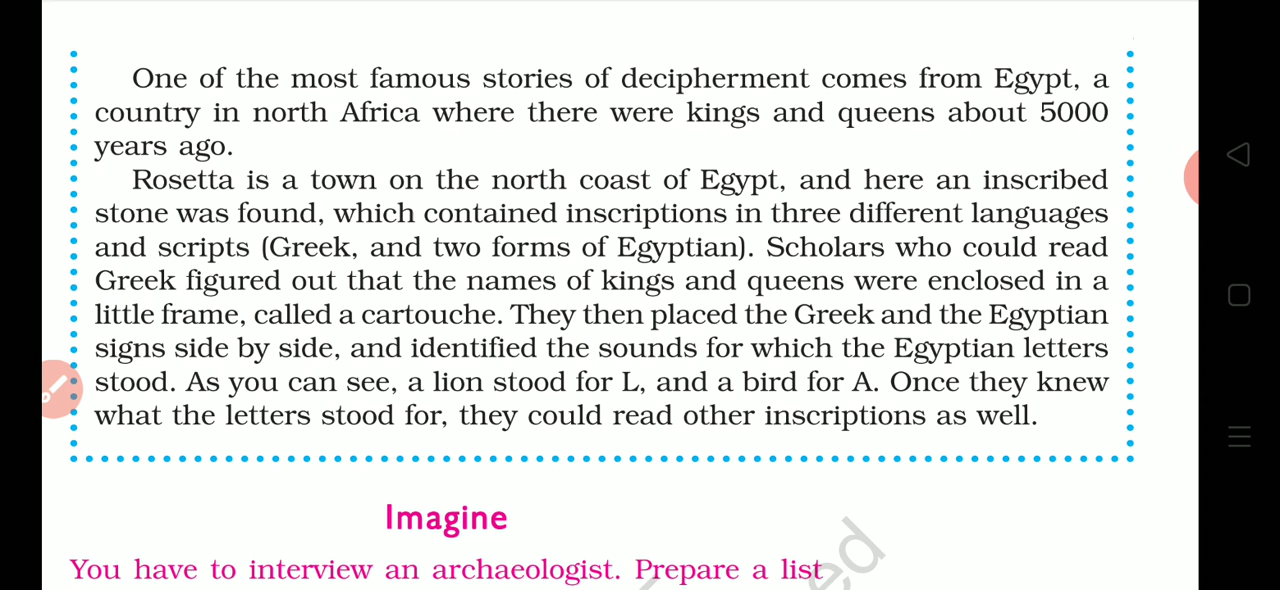 One of the most famous stories of decipherment comes from Egypt, a
country in north Africa where there were kings and queens about 5000
years ago.
Rosetta is a town on the north coast of Egypt, and here an inscribed
stone was found, which contained inscriptions in three different languages
and scripts (Greek, and two forms of Egyptian). Scholars who could read
Greek figured out that the names of kings and queens were enclosed in a
little frame, called a cartouche. They then placed the Greek and the Egyptian
signs side by side, and identified the sounds for which the Egyptian letters
stood. As you can see, a lion stood for L, and a bird for A. Once they knew
what the letters stood for, they could read other inscriptions as well.
Imagine
You have to interview an archaeologist. Prepare a list